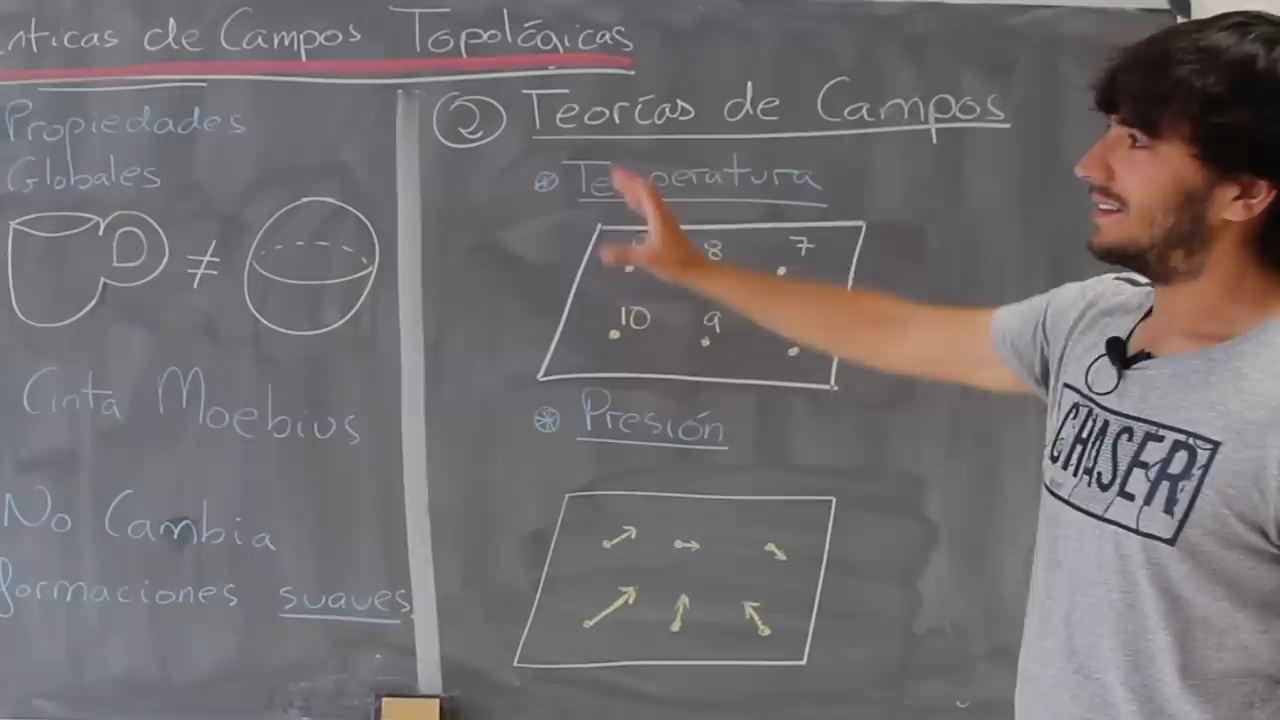 nticas de Campos Topológicas
Propiedades
Globales
≠
Cinta Moebius
No Cambia
formaciones suaves
② Teorías de Campos
Temperatura
8 7
10 9
Presión
CHASER